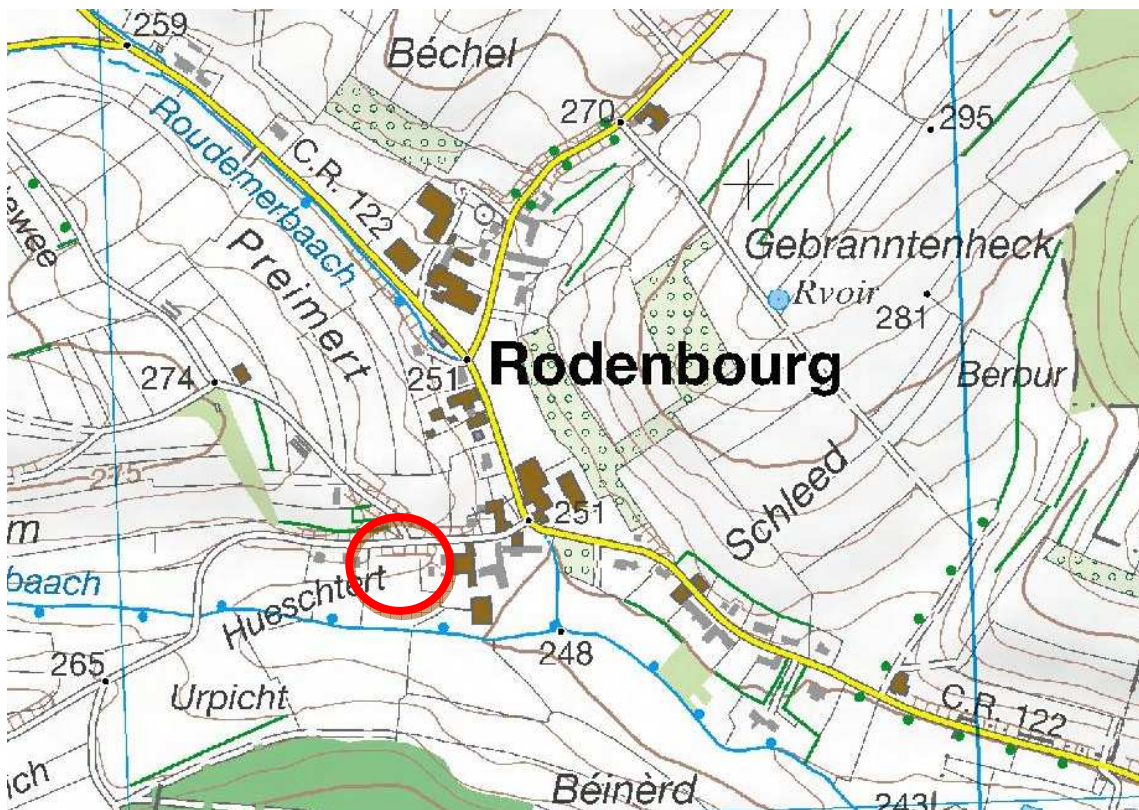 259
Béchel
270
295
Roudemerbaach
C.R. 122
ewee
Preimert
Gebranntenheck
Rvoir
281
251
Rodenbourg
274
Berbur
275
Schleed
251
m
baach
Hueschtert
248
265
Urpicht
C.R. 122
ich
Béinèrd
243